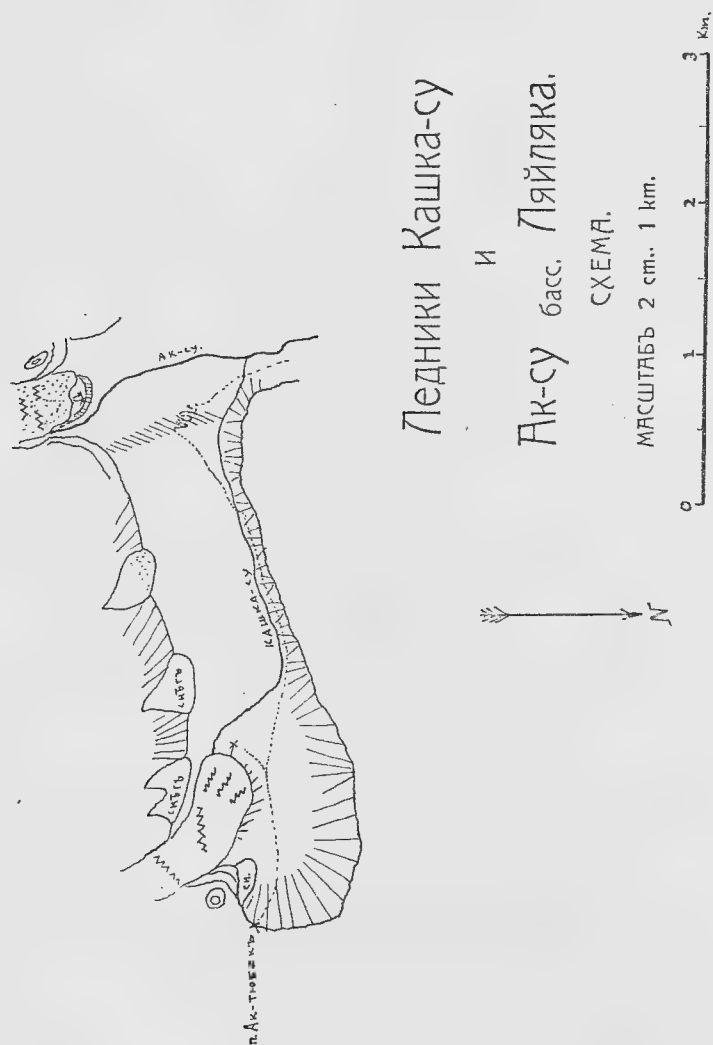 Ледники Кашка-су
и
Ак-су басс. Ляйляка.
СХЕМА.
МАСШТАБЪ 2 cm.. 1 km.
0 1 2 3 Km.
N
АК-СУ.
КАШКА-СУ
СНѢГЪ
СНѢГЪ
СН.
п. АК-ТЮБЕКЪ